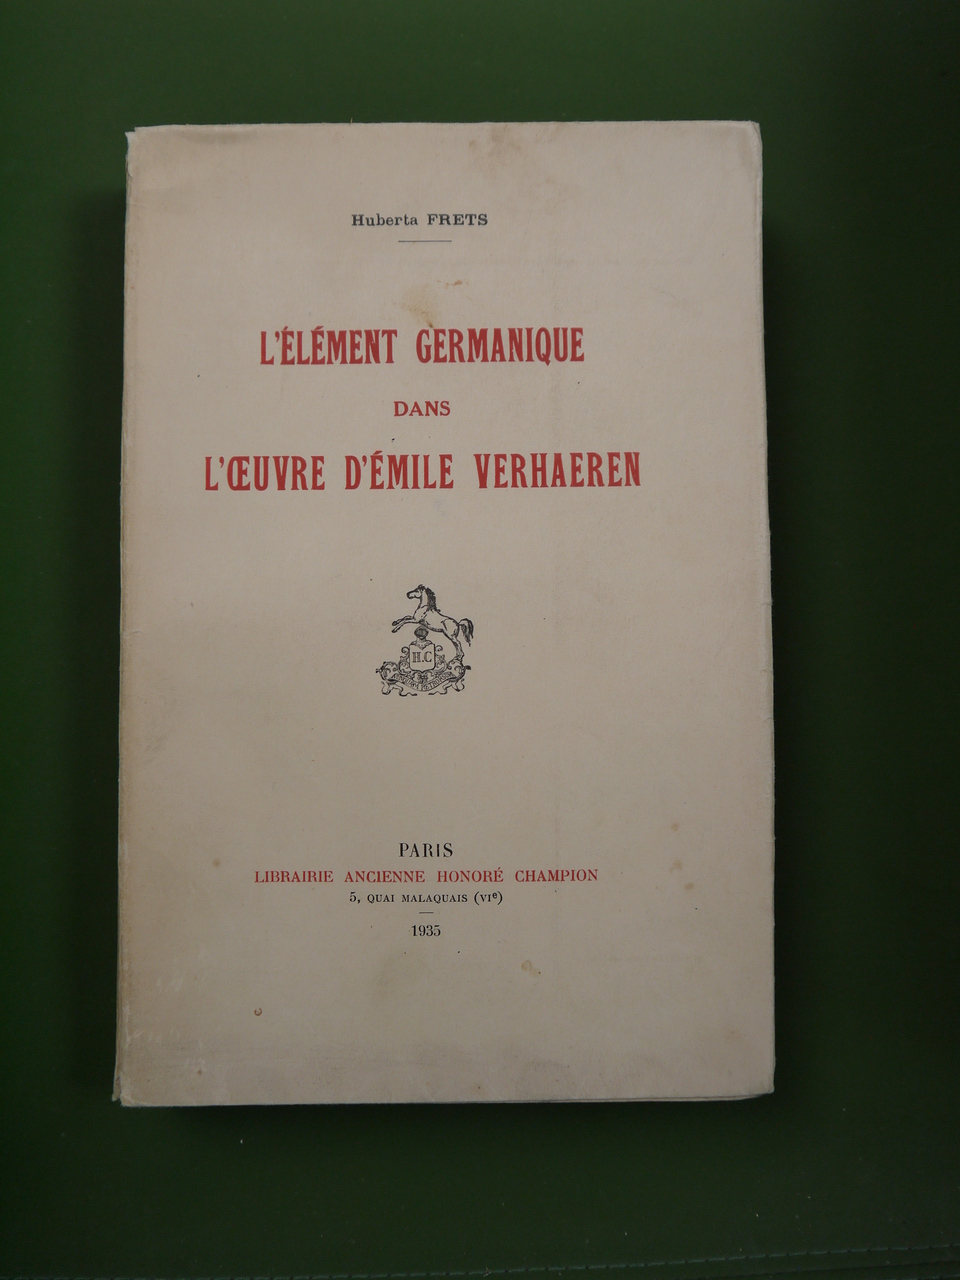 Huberta FRETS
L'ÉLÉMENT GERMANIQUE
DANS
L'ŒUVRE D'ÉMILE VERHAEREN
H.C
PARIS
LIBRAIRIE ANCIENNE HONORÉ CHAMPION
5, QUAI MALAQUAIS (VIe)
1935